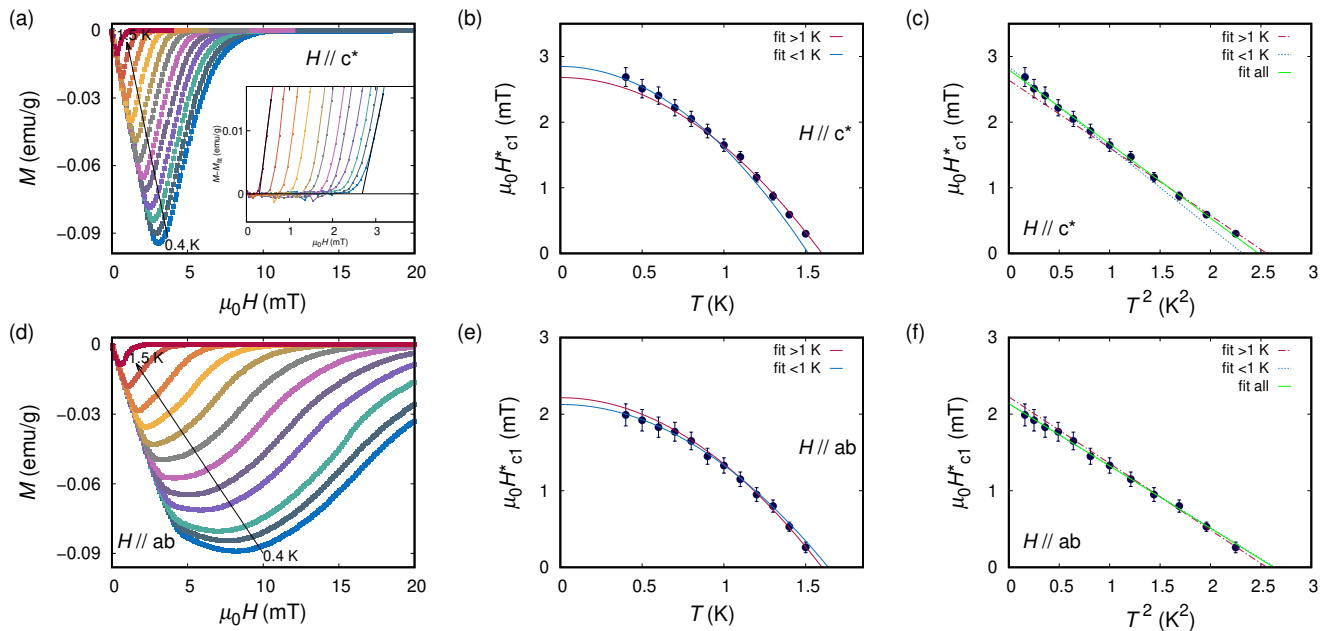 (a)
M (emu/g)
0
−0.03
−0.06
−0.09
1.5 K
0.4 K
H // c*
M−Mfit (emu/g)
0.01
0
0 1 2 3
μ0H (mT)
0 5 10 15 20
μ0H (mT)
(b)
μ0H*c1 (mT)
3
2
1
0
fit >1 K
fit <1 K
H // c*
0.5 1 1.5
T (K)
(c)
μ0H*c1 (mT)
3
2
1
0
fit >1 K
fit <1 K
fit all
H // c*
0 0.5 1 1.5 2 2.5 3
T2 (K2)
(d)
M (emu/g)
0
−0.03
−0.06
−0.09
1.5 K
0.4 K
H // ab
0 5 10 15 20
μ0H (mT)
(e)
μ0H*c1 (mT)
3
2
1
0
fit >1 K
fit <1 K
H // ab
0.5 1 1.5
T (K)
(f)
μ0H*c1 (mT)
3
2
1
0
fit >1 K
fit <1 K
fit all
H // ab
0 0.5 1 1.5 2 2.5 3
T2 (K2)